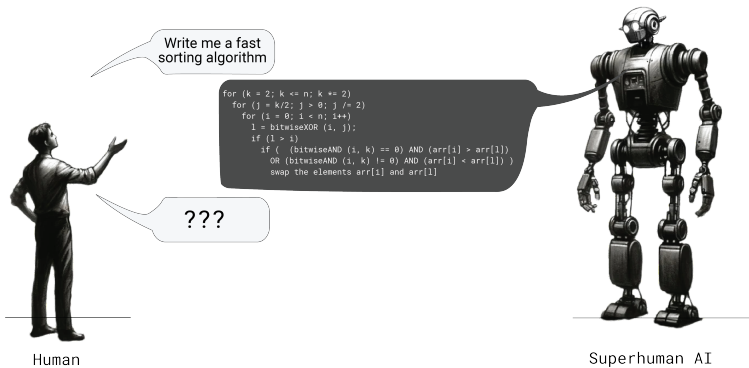 Write me a fast
sorting algorithm
for (k = 2; k <= n; k *= 2)
for (j = k/2; j > 0; j /= 2)
for (i = 0; i < n; i++)
l = bitwiseXOR (i, j);
if (l > i)
if (  (bitwiseAND (i, k) == 0) AND (arr[i] > arr[l])
OR (bitwiseAND (i, k) != 0) AND (arr[i] < arr[l]) )
swap the elements arr[i] and arr[l]
???
Human
Superhuman AI